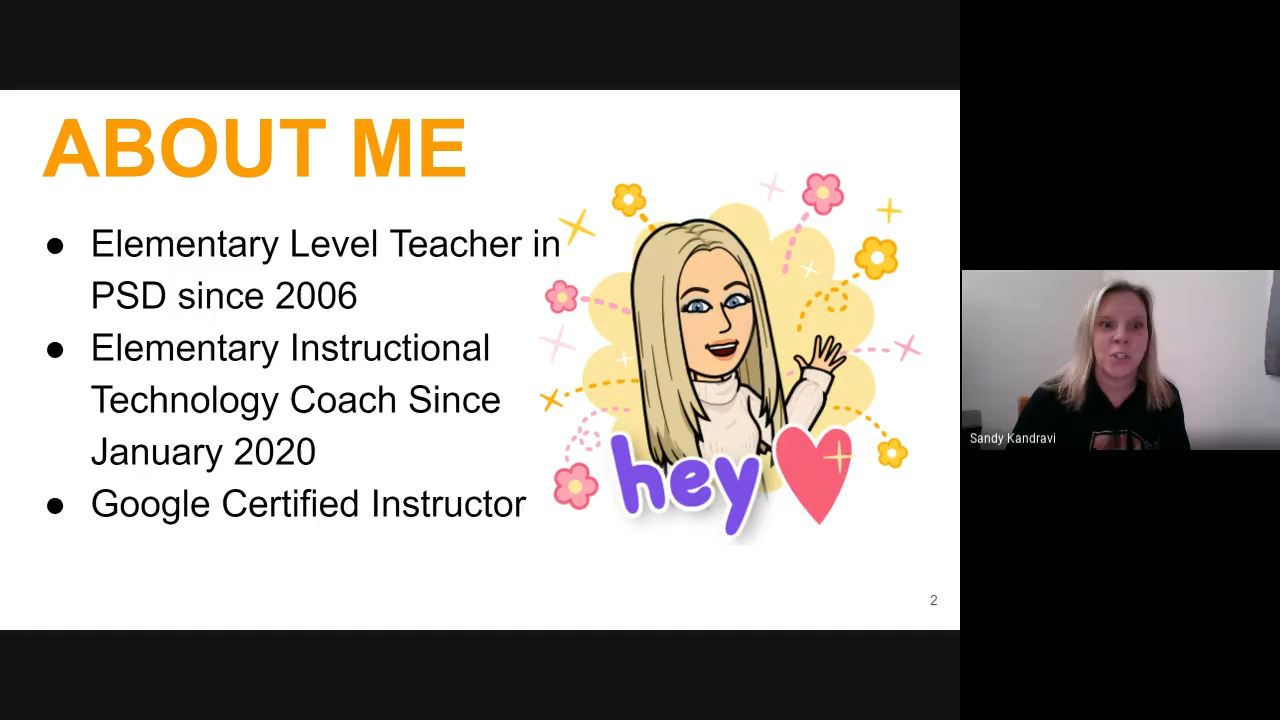 ABOUT ME
● Elementary Level Teacher in
PSD since 2006
● Elementary Instructional
Technology Coach Since
January 2020
● Google Certified Instructor
hey
2
Sandy Kandravi